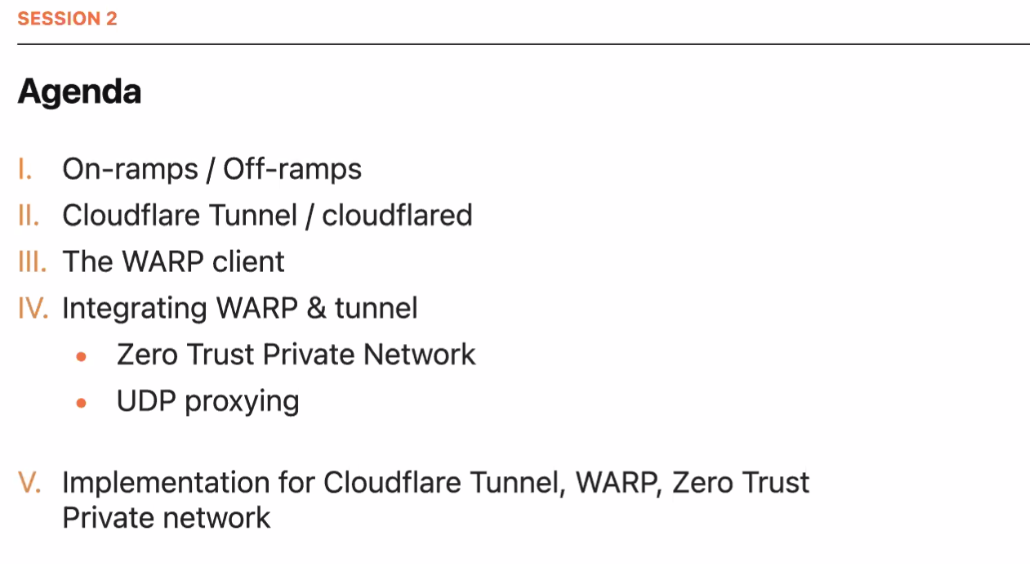 SESSION 2
Agenda
I. On-ramps / Off-ramps
II. Cloudflare Tunnel / cloudflared
III. The WARP client
IV. Integrating WARP & tunnel
• Zero Trust Private Network
• UDP proxying
V. Implementation for Cloudflare Tunnel, WARP, Zero Trust
Private network